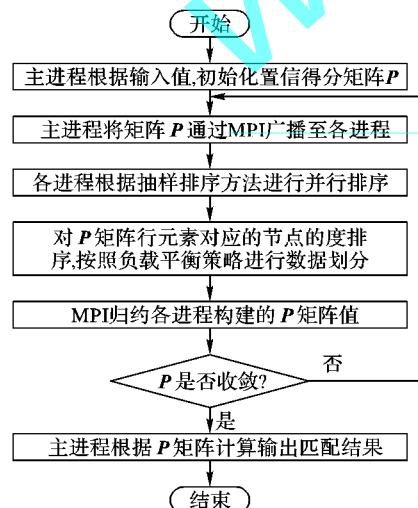 开始
主进程根据输入值,初始化置信得分矩阵P
主进程将矩阵 P 通过MPI广播至各进程
各进程根据抽样排序方法进行并行排序
对 P 矩阵行元素对应的节点的度排
序,按照负载平衡策略进行数据划分
MPI归约各进程构建的 P 矩阵值
P 是否收敛?
否
是
主进程根据 P 矩阵计算输出匹配结果
结束